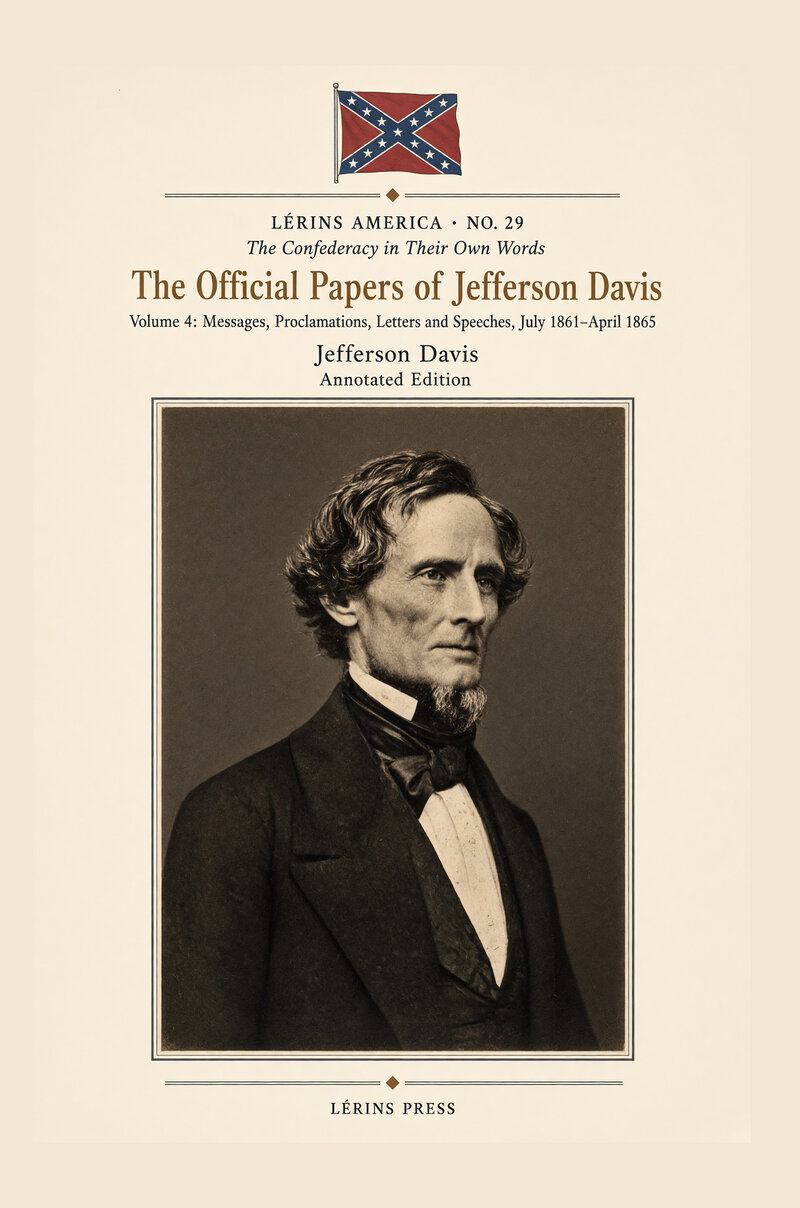 LÉRINS AMERICA · NO. 29
The Confederacy in Their Own Words
The Official Papers of Jefferson Davis
Volume 4: Messages, Proclamations, Letters and Speeches, July 1861–April 1865
Jefferson Davis
Annotated Edition
LÉRINS PRESS